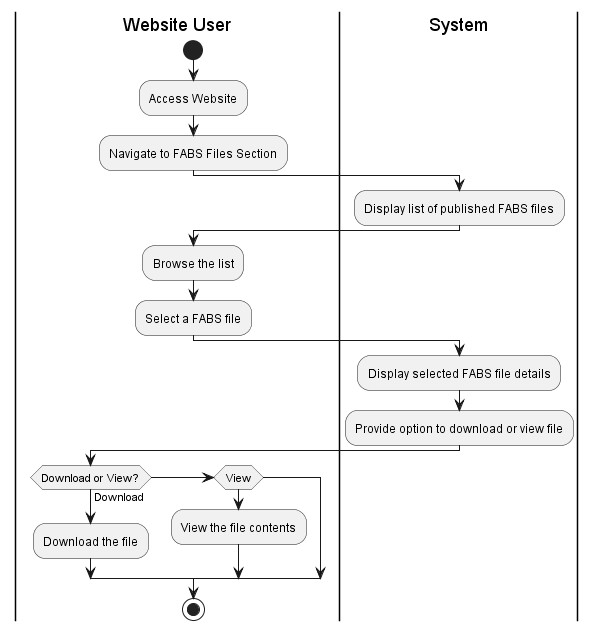 Website User
System
Access Website
Navigate to FABS Files Section
Display list of published FABS files
Browse the list
Select a FABS file
Display selected FABS file details
Provide option to download or view file
Download or View?
View
Download
Download the file
View the file contents